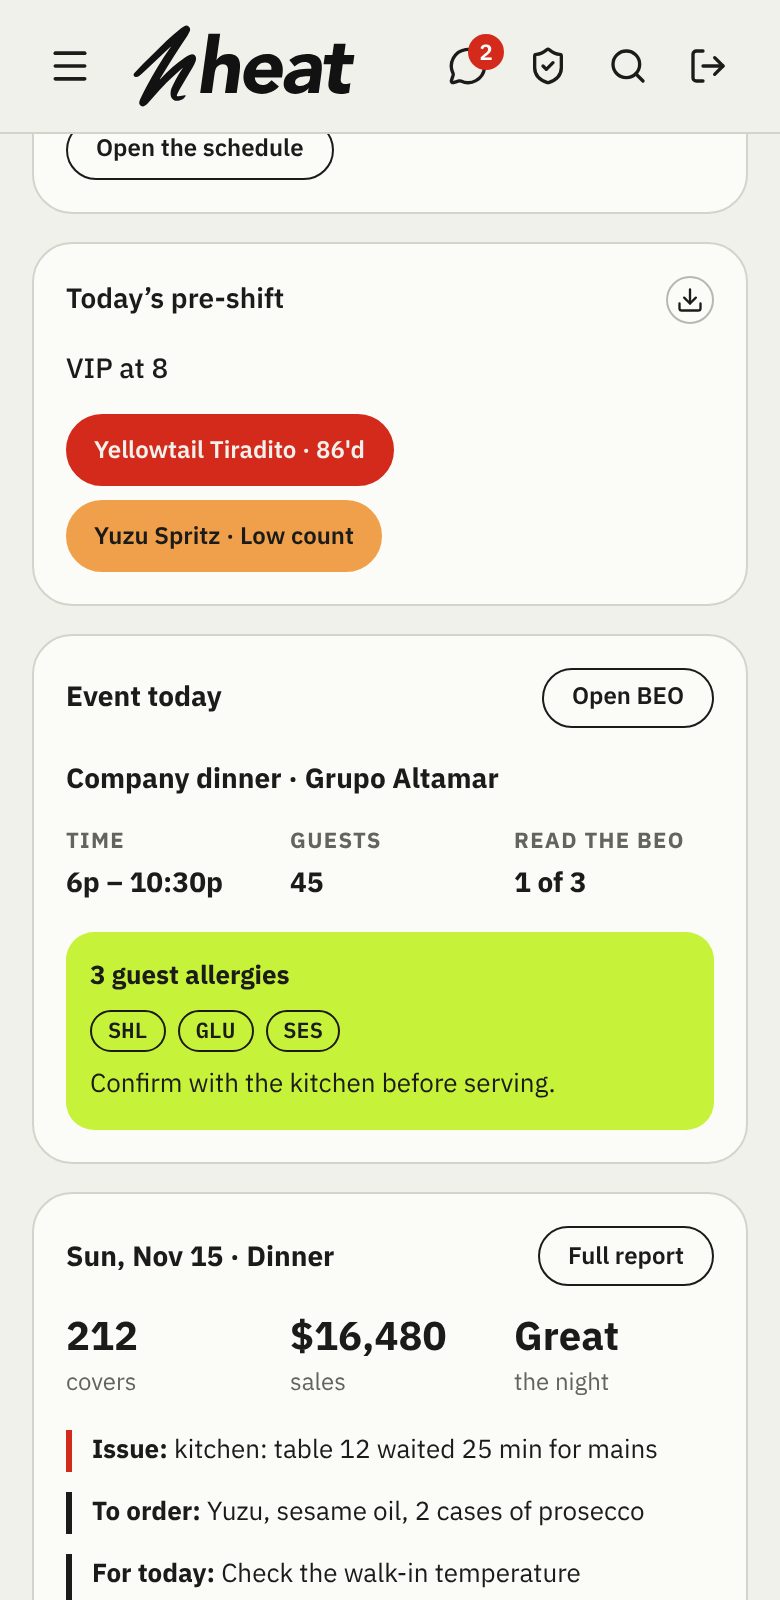 heat
2
Open the schedule
Today’s pre-shift
VIP at 8
Yellowtail Tiradito · 86'd
Yuzu Spritz · Low count
Event today
Open BEO
Company dinner · Grupo Altamar
TIME GUESTS READ THE BEO
6p – 10:30p 45 1 of 3
3 guest allergies
SHL GLU SES
Confirm with the kitchen before serving.
Sun, Nov 15 · Dinner
Full report
212 $16,480 Great
covers sales the night
Issue: kitchen: table 12 waited 25 min for mains
To order: Yuzu, sesame oil, 2 cases of prosecco
For today: Check the walk-in temperature